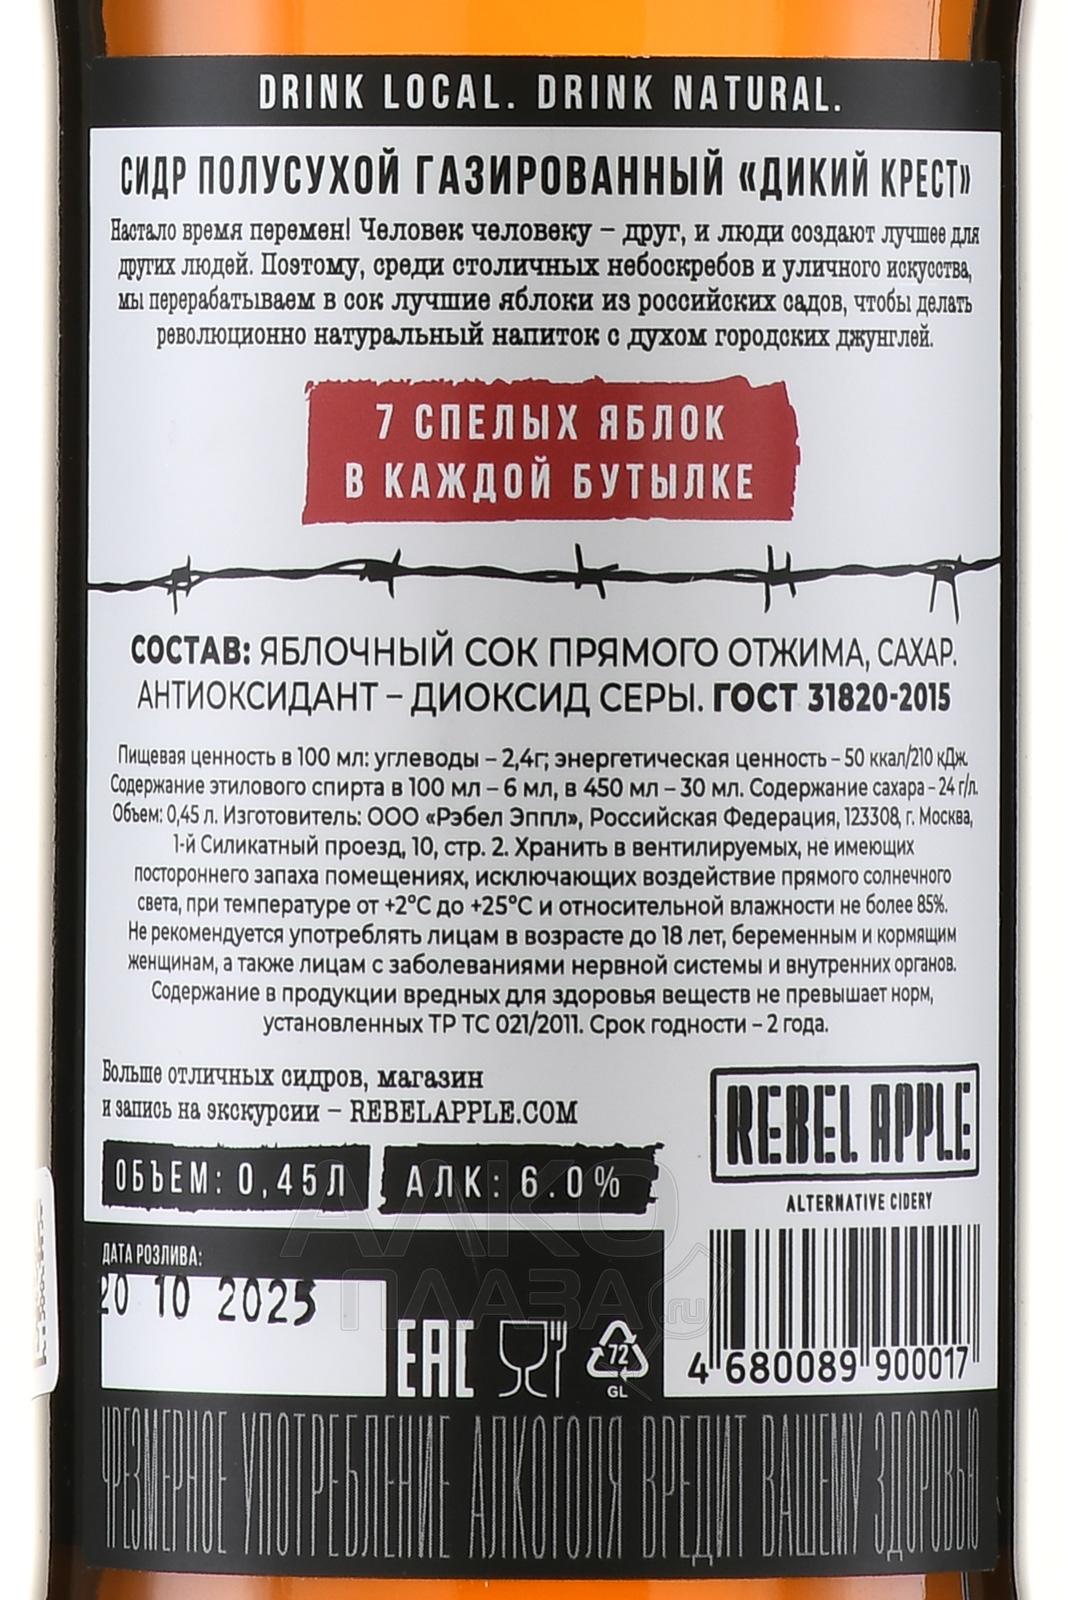 DRINK LOCAL. DRINK NATURAL.
СИДР ПОЛУСУХОЙ ГАЗИРОВАННЫЙ «ДИКИЙ КРЕСТ»
Настало время перемен! Человек человеку – друг, и люди создают лучшее для
других людей. Поэтому, среди столичных небоскребов и уличного искусства,
мы перерабатываем в сок лучшие яблоки из российских садов, чтобы делать
революционно натуральный напиток с духом городских джунглей.
7 СПЕЛЫХ ЯБЛОК
В КАЖДОЙ БУТЫЛКЕ
СОСТАВ: ЯБЛОЧНЫЙ СОК ПРЯМОГО ОТЖИМА, САХАР.
АНТИОКСИДАНТ – ДИОКСИД СЕРЫ. ГОСТ 31820-2015
Пищевая ценность в 100 мл: углеводы – 2,4г; энергетическая ценность – 50 ккал/210 кДж.
Содержание этилового спирта в 100 мл – 6 мл, в 450 мл – 30 мл. Содержание сахара – 24 г/л.
Объем: 0,45 л. Изготовитель: ООО «Рэбел Эппл», Российская Федерация, 123308, г. Москва,
1-й Силикатный проезд, 10, стр. 2. Хранить в вентилируемых, не имеющих
постороннего запаха помещениях, исключающих воздействие прямого солнечного
света, при температуре от +2°С до +25°С и относительной влажности не более 85%.
Не рекомендуется употреблять лицам в возрасте до 18 лет, беременным и кормящим
женщинам, а также лицам с заболеваниями нервной системы и внутренних органов.
Содержание в продукции вредных для здоровья веществ не превышает норм,
установленных ТР ТС 021/2011. Срок годности – 2 года.
Больше отличных сидров, магазин
и запись на экскурсии – REBELAPPLE.COM
REBEL APPLE
ALTERNATIVE CIDERY
ОБЪЕМ: 0,45Л
АЛК: 6.0%
АЛКО
ПЛАЗА.ru
ДАТА РОЗЛИВА:
20 10 2025
EAC
72
GL
4 680089 900017
ЧРЕЗМЕРНОЕ УПОТРЕБЛЕНИЕ АЛКОГОЛЯ ВРЕДИТ ВАШЕМУ ЗДОРОВЬЮ